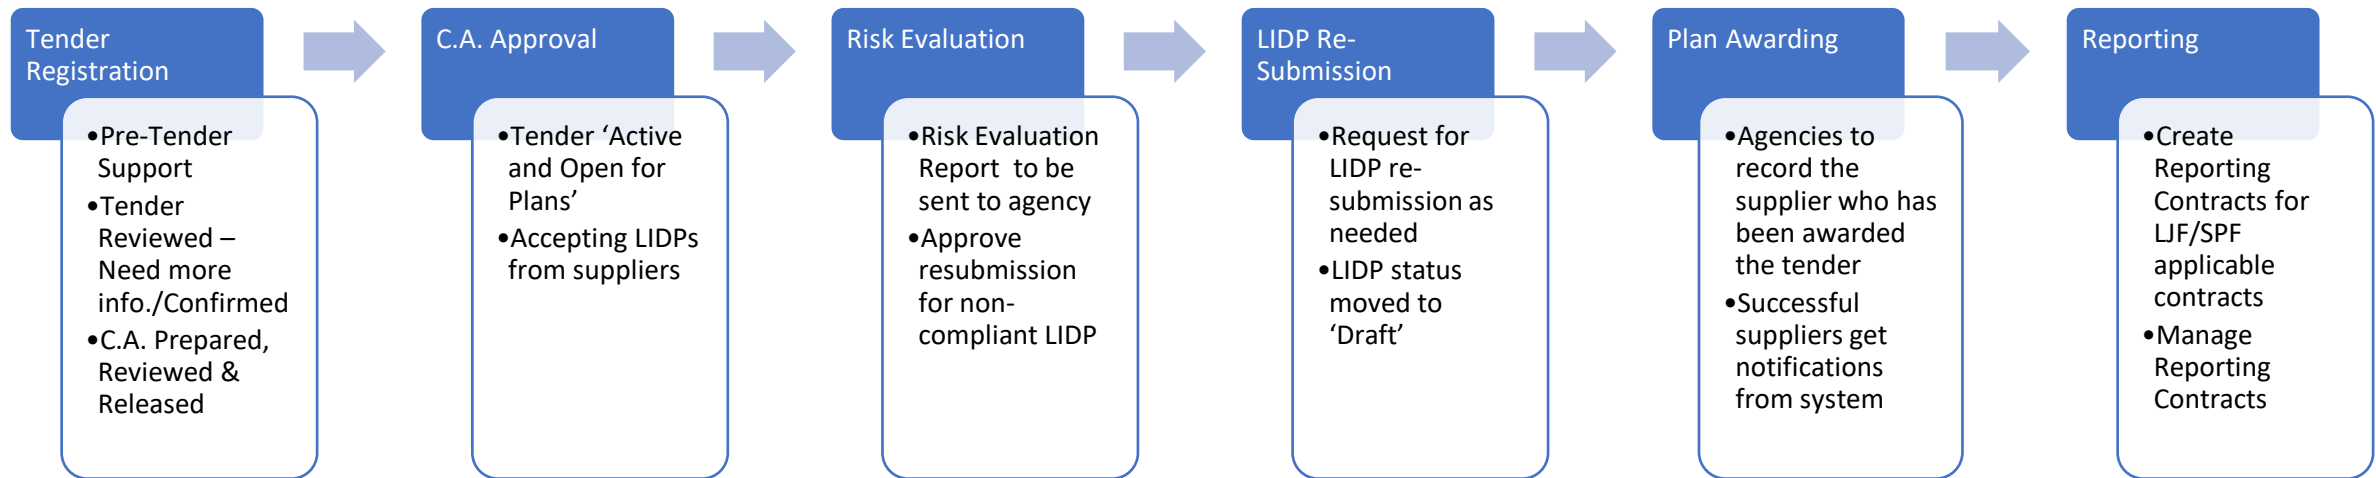 Tender
Registration
•Pre-Tender
Support
•Tender
Reviewed –
Need more
info./Confirmed
•C.A. Prepared,
Reviewed &
Released
C.A. Approval
•Tender ‘Active
and Open for
Plans’
•Accepting LIDPs
from suppliers
Risk Evaluation
•Risk Evaluation
Report to be
sent to agency
•Approve
resubmission
for non-
compliant LIDP
LIDP Re-
Submission
•Request for
LIDP re-
submission as
needed
•LIDP status
moved to
‘Draft’
Plan Awarding
•Agencies to
record the
supplier who has
been awarded
the tender
•Successful
suppliers get
notifications
from system
Reporting
•Create
Reporting
Contracts for
LJF/SPF
applicable
contracts
•Manage
Reporting
Contracts